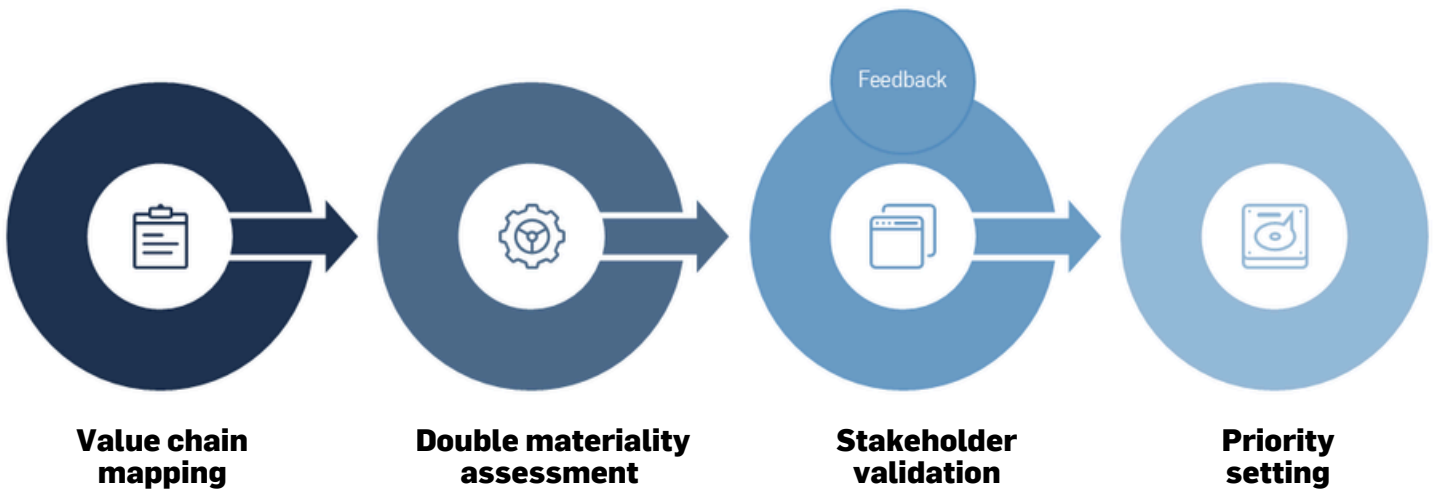 Feedback
Value chain
mapping
Double materiality
assessment
Stakeholder
validation
Priority
setting